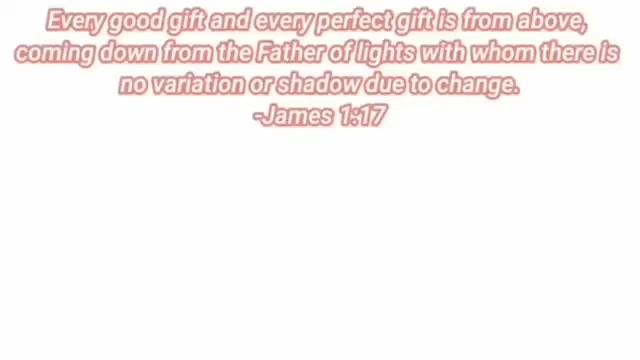 Every good gift and every perfect gift is from above,
coming down from the Father of lights with whom there is
no variation or shadow due to change.
-James 1:17